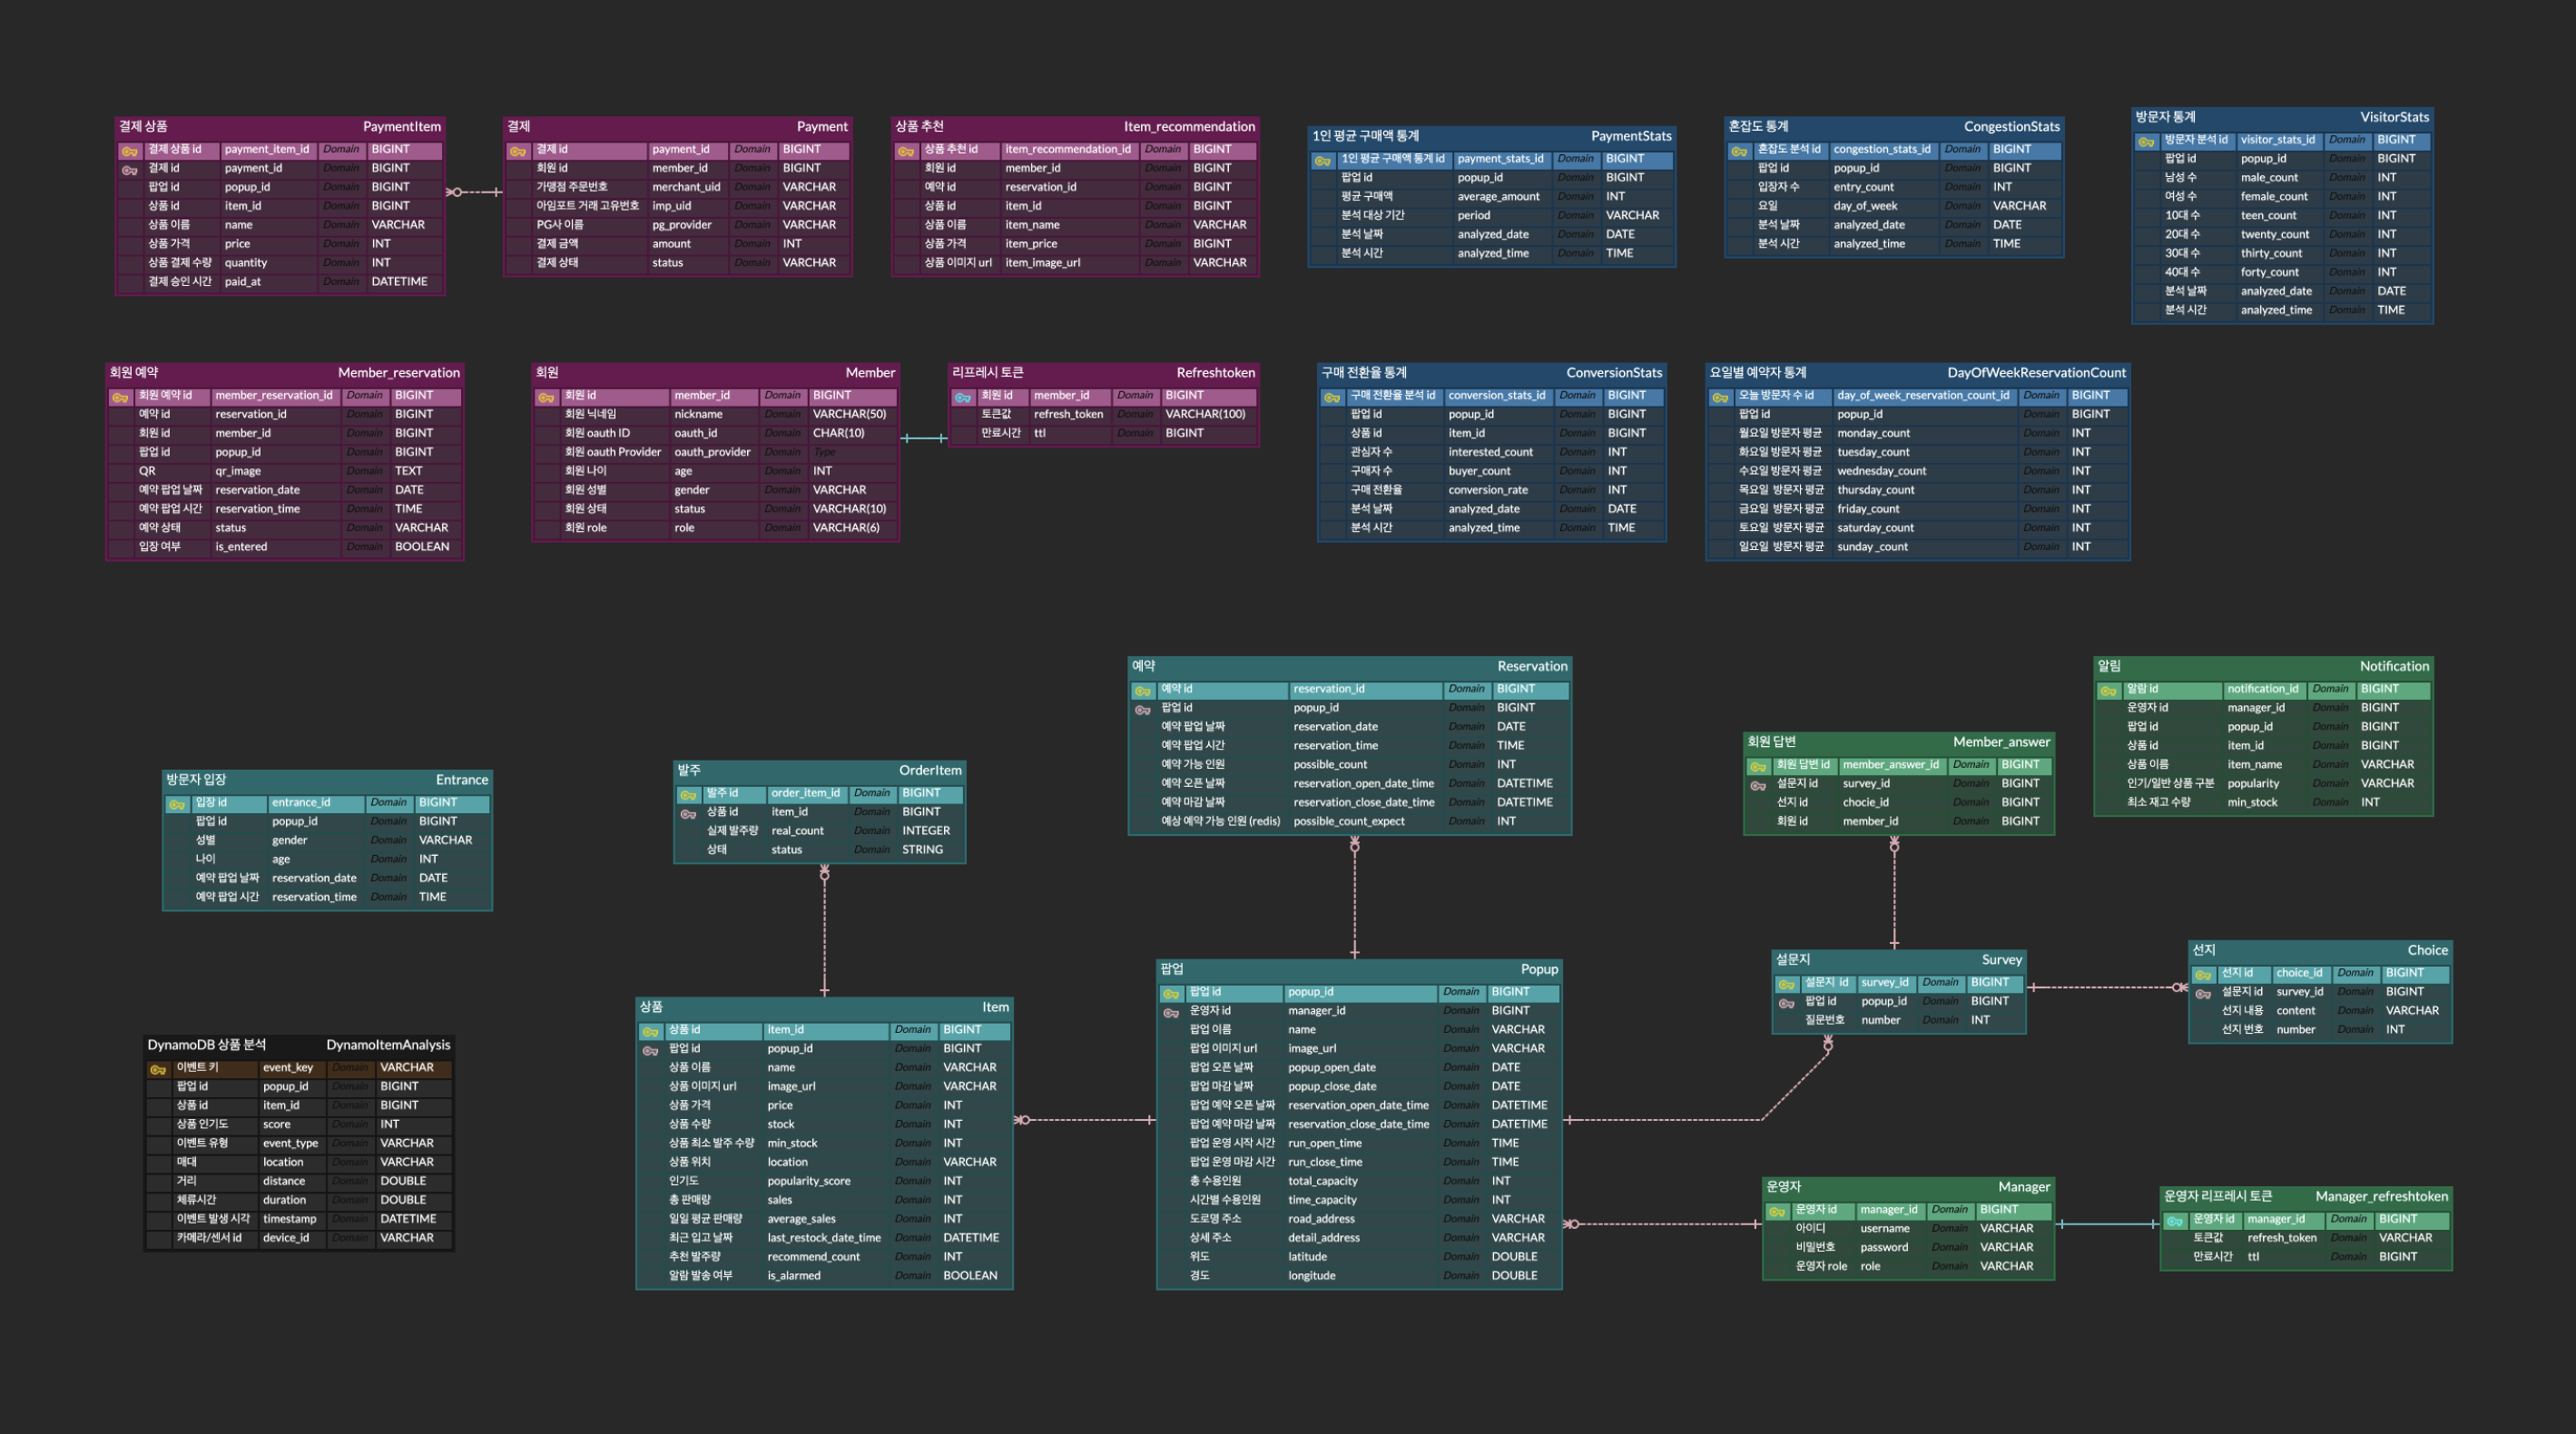 결제 상품 PaymentItem
결제 상품 id payment_item_id Domain BIGINT
결제 id payment_id Domain BIGINT
팝업 id popup_id Domain BIGINT
상품 id item_id Domain BIGINT
상품 이름 name Domain VARCHAR
상품 가격 price Domain INT
상품 결제 수량 quantity Domain INT
결제 승인 시간 paid_at Domain DATETIME
결제 Payment
결제 id payment_id Domain BIGINT
회원 id member_id Domain BIGINT
가맹점 주문번호 merchant_uid Domain VARCHAR
아임포트 거래 고유번호 imp_uid Domain VARCHAR
PG사 이름 pg_provider Domain VARCHAR
결제 금액 amount Domain INT
결제 상태 status Domain VARCHAR
상품 추천 Item_recommendation
상품 추천 id item_recommendation_id Domain BIGINT
회원 id member_id Domain BIGINT
예약 id reservation_id Domain BIGINT
상품 id item_id Domain BIGINT
상품 이름 item_name Domain VARCHAR
상품 가격 item_price Domain BIGINT
상품 이미지 url item_image_url Domain VARCHAR
1인 평균 구매액 통계 PaymentStats
1인 평균 구매액 통계 id payment_stats_id Domain BIGINT
팝업 id popup_id Domain BIGINT
평균 구매액 average_amount Domain INT
분석 대상 기간 period Domain VARCHAR
분석 날짜 analyzed_date Domain DATE
분석 시간 analyzed_time Domain TIME
혼잡도 통계 CongestionStats
혼잡도 분석 id congestion_stats_id Domain BIGINT
팝업 id popup_id Domain BIGINT
입장자 수 entry_count Domain INT
요일 day_of_week Domain VARCHAR
분석 날짜 analyzed_date Domain DATE
분석 시간 analyzed_time Domain TIME
방문자 통계 VisitorStats
방문자 분석 id visitor_stats_id Domain BIGINT
팝업 id popup_id Domain BIGINT
남성 수 male_count Domain INT
여성 수 female_count Domain INT
10대 수 teen_count Domain INT
20대 수 twenty_count Domain INT
30대 수 thirty_count Domain INT
40대 수 forty_count Domain INT
분석 날짜 analyzed_date Domain DATE
분석 시간 analyzed_time Domain TIME
회원 예약 Member_reservation
회원 예약 id member_reservation_id Domain BIGINT
예약 id reservation_id Domain BIGINT
회원 id member_id Domain BIGINT
팝업 id popup_id Domain BIGINT
QR qr_image Domain TEXT
예약 팝업 날짜 reservation_date Domain DATE
예약 팝업 시간 reservation_time Domain TIME
예약 상태 status Domain VARCHAR
입장 여부 is_entered Domain BOOLEAN
회원 Member
회원 id member_id Domain BIGINT
회원 닉네임 nickname Domain VARCHAR(50)
회원 oauth ID oauth_id Domain CHAR(10)
회원 oauth Provider oauth_provider Domain Type
회원 나이 age Domain INT
회원 성별 gender Domain VARCHAR
회원 상태 status Domain VARCHAR(10)
회원 role role Domain VARCHAR(6)
리프레시 토큰 Refreshtoken
회원 id member_id Domain BIGINT
토큰값 refresh_token Domain VARCHAR(100)
만료시간 ttl Domain BIGINT
구매 전환율 통계 ConversionStats
구매 전환율 분석 id conversion_stats_id Domain BIGINT
팝업 id popup_id Domain BIGINT
상품 id item_id Domain BIGINT
관심자 수 interested_count Domain INT
구매자 수 buyer_count Domain INT
구매 전환율 conversion_rate Domain INT
분석 날짜 analyzed_date Domain DATE
분석 시간 analyzed_time Domain TIME
요일별 예약자 통계 DayOfWeekReservationCount
오늘 방문자 수 id day_of_week_reservation_count_id Domain BIGINT
팝업 id popup_id Domain BIGINT
월요일 방문자 평균 monday_count Domain INT
화요일 방문자 평균 tuesday_count Domain INT
수요일 방문자 평균 wednesday_count Domain INT
목요일 방문자 평균 thursday_count Domain INT
금요일 방문자 평균 friday_count Domain INT
토요일 방문자 평균 saturday_count Domain INT
일요일 방문자 평균 sunday _count Domain INT
예약 Reservation
예약 id reservation_id Domain BIGINT
팝업 id popup_id Domain BIGINT
예약 팝업 날짜 reservation_date Domain DATE
예약 팝업 시간 reservation_time Domain TIME
예약 가능 인원 possible_count Domain INT
예약 오픈 날짜 reservation_open_date_time Domain DATETIME
예약 마감 날짜 reservation_close_date_time Domain DATETIME
예상 예약 가능 인원 (redis) possible_count_expect Domain INT
알림 Notification
알람 id notification_id Domain BIGINT
운영자 id manager_id Domain BIGINT
팝업 id popup_id Domain BIGINT
상품 id item_id Domain BIGINT
상품 이름 item_name Domain VARCHAR
인기/일반 상품 구분 popularity Domain VARCHAR
최소 재고 수량 min_stock Domain INT
회원 답변 Member_answer
회원 답변 id member_answer_id Domain BIGINT
설문지 id survey_id Domain BIGINT
선지 id chocie_id Domain BIGINT
회원 id member_id Domain BIGINT
방문자 입장 Entrance
입장 id entrance_id Domain BIGINT
팝업 id popup_id Domain BIGINT
성별 gender Domain VARCHAR
나이 age Domain INT
예약 팝업 날짜 reservation_date Domain DATE
예약 팝업 시간 reservation_time Domain TIME
발주 OrderItem
발주 id order_item_id Domain BIGINT
상품 id item_id Domain BIGINT
실제 발주량 real_count Domain INTEGER
상태 status Domain STRING
설문지 Survey
설문지 id survey_id Domain BIGINT
팝업 id popup_id Domain BIGINT
질문번호 number Domain INT
선지 Choice
선지 id choice_id Domain BIGINT
설문지 id survey_id Domain BIGINT
선지 내용 content Domain VARCHAR
선지 번호 number Domain INT
DynamoDB 상품 분석 DynamoItemAnalysis
이벤트 키 event_key Domain VARCHAR
팝업 id popup_id Domain BIGINT
상품 id item_id Domain BIGINT
상품 인기도 score Domain INT
이벤트 유형 event_type Domain VARCHAR
매대 location Domain VARCHAR
거리 distance Domain DOUBLE
체류시간 duration Domain DOUBLE
이벤트 발생 시각 timestamp Domain DATETIME
카메라/센서 id device_id Domain VARCHAR
상품 Item
상품 id item_id Domain BIGINT
팝업 id popup_id Domain BIGINT
상품 이름 name Domain VARCHAR
상품 이미지 url image_url Domain VARCHAR
상품 가격 price Domain INT
상품 수량 stock Domain INT
상품 최소 발주 수량 min_stock Domain INT
상품 위치 location Domain VARCHAR
인기도 popularity_score Domain INT
총 판매량 sales Domain INT
일일 평균 판매량 average_sales Domain INT
최근 입고 날짜 last_restock_date_time Domain DATETIME
추천 발주량 recommend_count Domain INT
알람 발송 여부 is_alarmed Domain BOOLEAN
팝업 Popup
팝업 id popup_id Domain BIGINT
운영자 id manager_id Domain BIGINT
팝업 이름 name Domain VARCHAR
팝업 이미지 url image_url Domain VARCHAR
팝업 오픈 날짜 popup_open_date Domain DATE
팝업 마감 날짜 popup_close_date Domain DATE
팝업 예약 오픈 날짜 reservation_open_date_time Domain DATETIME
팝업 예약 마감 날짜 reservation_close_date_time Domain DATETIME
팝업 운영 시작 시간 run_open_time Domain TIME
팝업 운영 마감 시간 run_close_time Domain TIME
총 수용인원 total_capacity Domain INT
시간별 수용인원 time_capacity Domain INT
도로명 주소 road_address Domain VARCHAR
상세 주소 detail_address Domain VARCHAR
위도 latitude Domain DOUBLE
경도 longitude Domain DOUBLE
운영자 Manager
운영자 id manager_id Domain BIGINT
아이디 username Domain VARCHAR
비밀번호 password Domain VARCHAR
운영자 role role Domain VARCHAR
운영자 리프레시 토큰 Manager_refreshtoken
운영자 id manager_id Domain BIGINT
토큰값 refresh_token Domain VARCHAR
만료시간 ttl Domain BIGINT